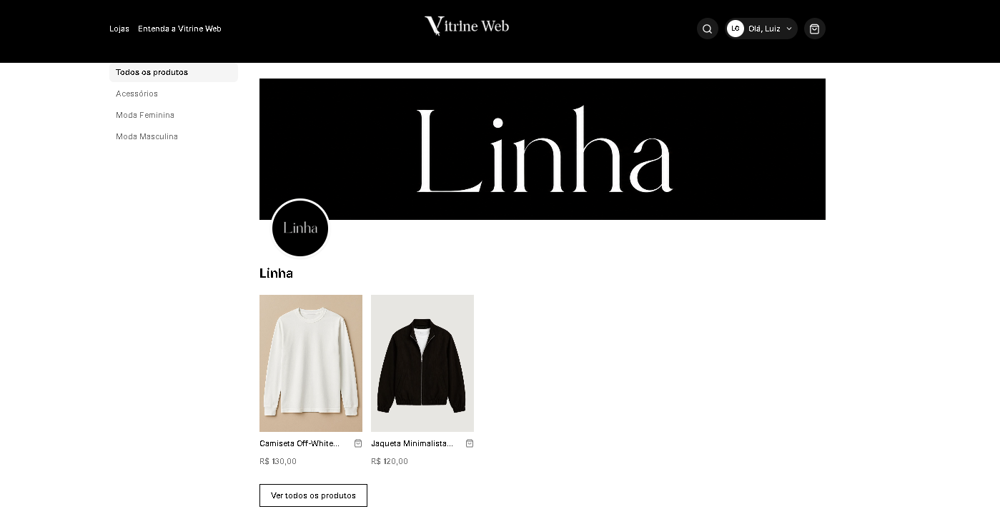 Lojas Entenda a Vitrine Web
Vitrine Web
LG Olá, Luiz
Todos os produtos
Acessórios
Moda Feminina
Moda Masculina
Linha
Linha
Linha
Camiseta Off-White...
Jaqueta Minimalista...
R$ 130,00
R$ 120,00
Ver todos os produtos